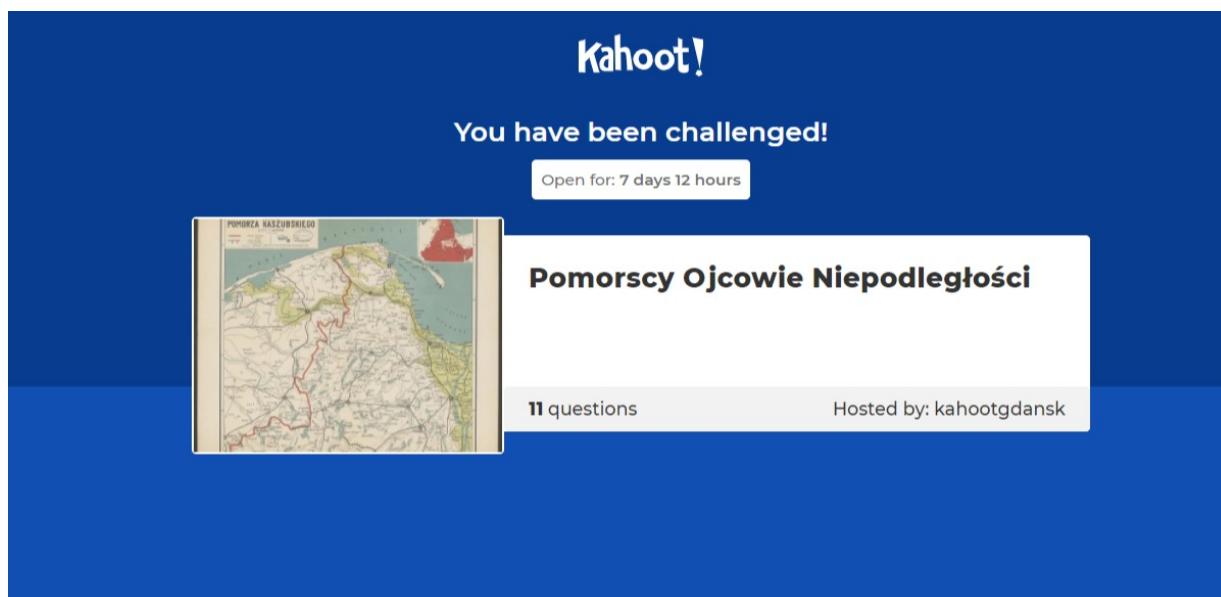 Kahoot!
You have been challenged!
Open for: 7 days 12 hours
POMORZA KASZUBSKIEGO
Pomorscy Ojcowie Niepodległości
11 questions
Hosted by: kahootgdansk